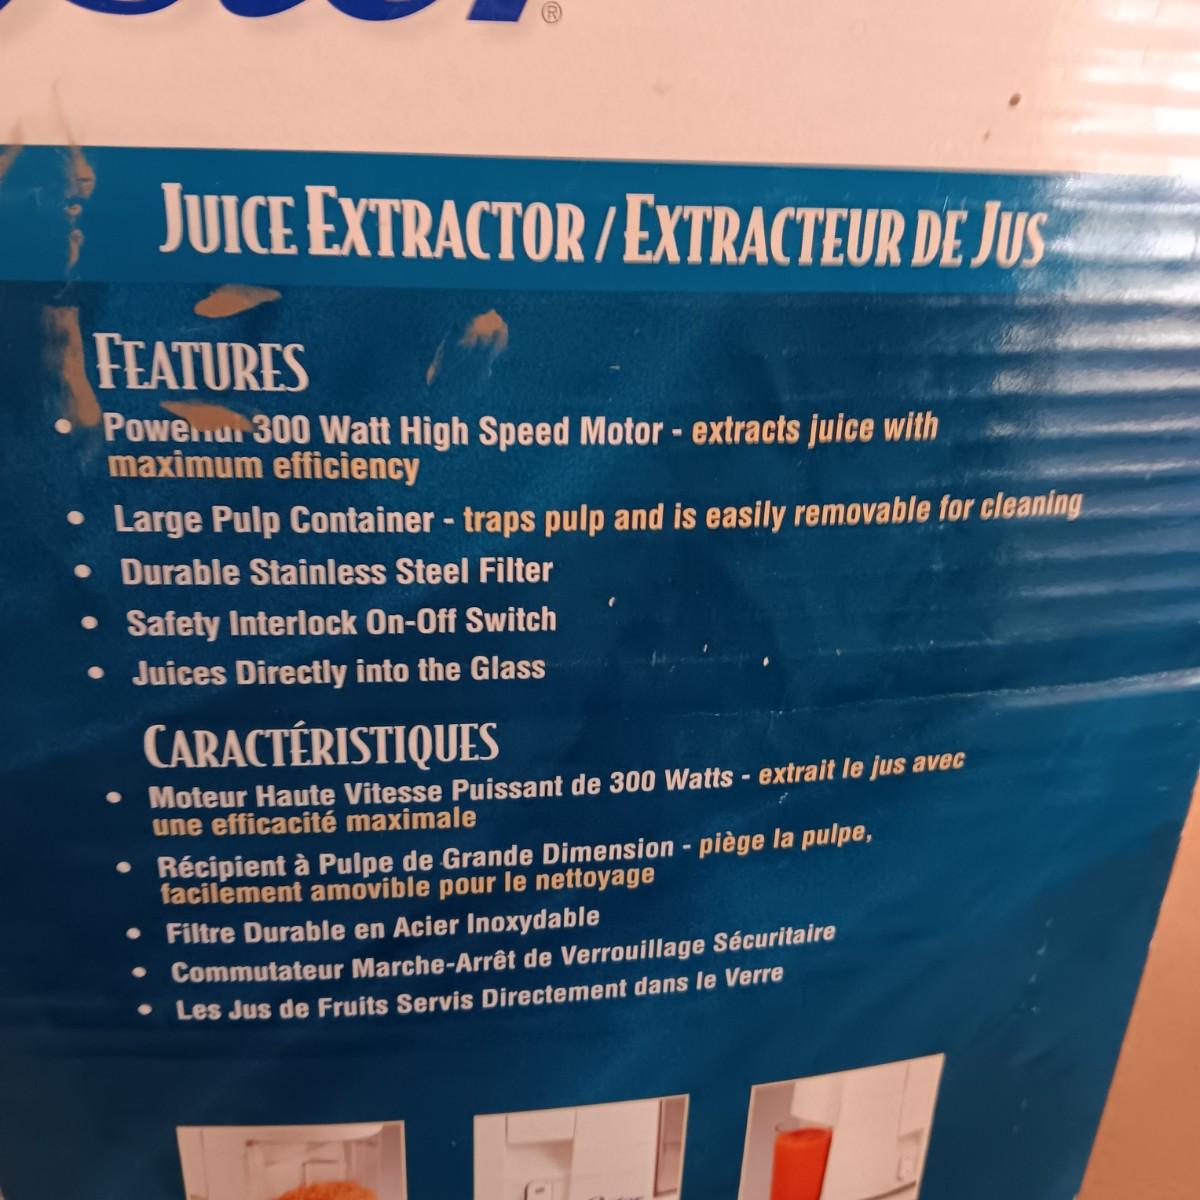 ®
JUICE EXTRACTOR / EXTRACTEUR DE JUS
FEATURES
• Powerful 300 Watt High Speed Motor - extracts juice with
maximum efficiency
• Large Pulp Container - traps pulp and is easily removable for cleaning
• Durable Stainless Steel Filter
• Safety Interlock On-Off Switch
• Juices Directly into the Glass
CARACTÉRISTIQUES
• Moteur Haute Vitesse Puissant de 300 Watts - extrait le jus avec
une efficacité maximale
• Récipient à Pulpe de Grande Dimension - piège la pulpe,
facilement amovible pour le nettoyage
• Filtre Durable en Acier Inoxydable
• Commutateur Marche-Arrêt de Verrouillage Sécuritaire
• Les Jus de Fruits Servis Directement dans le Verre